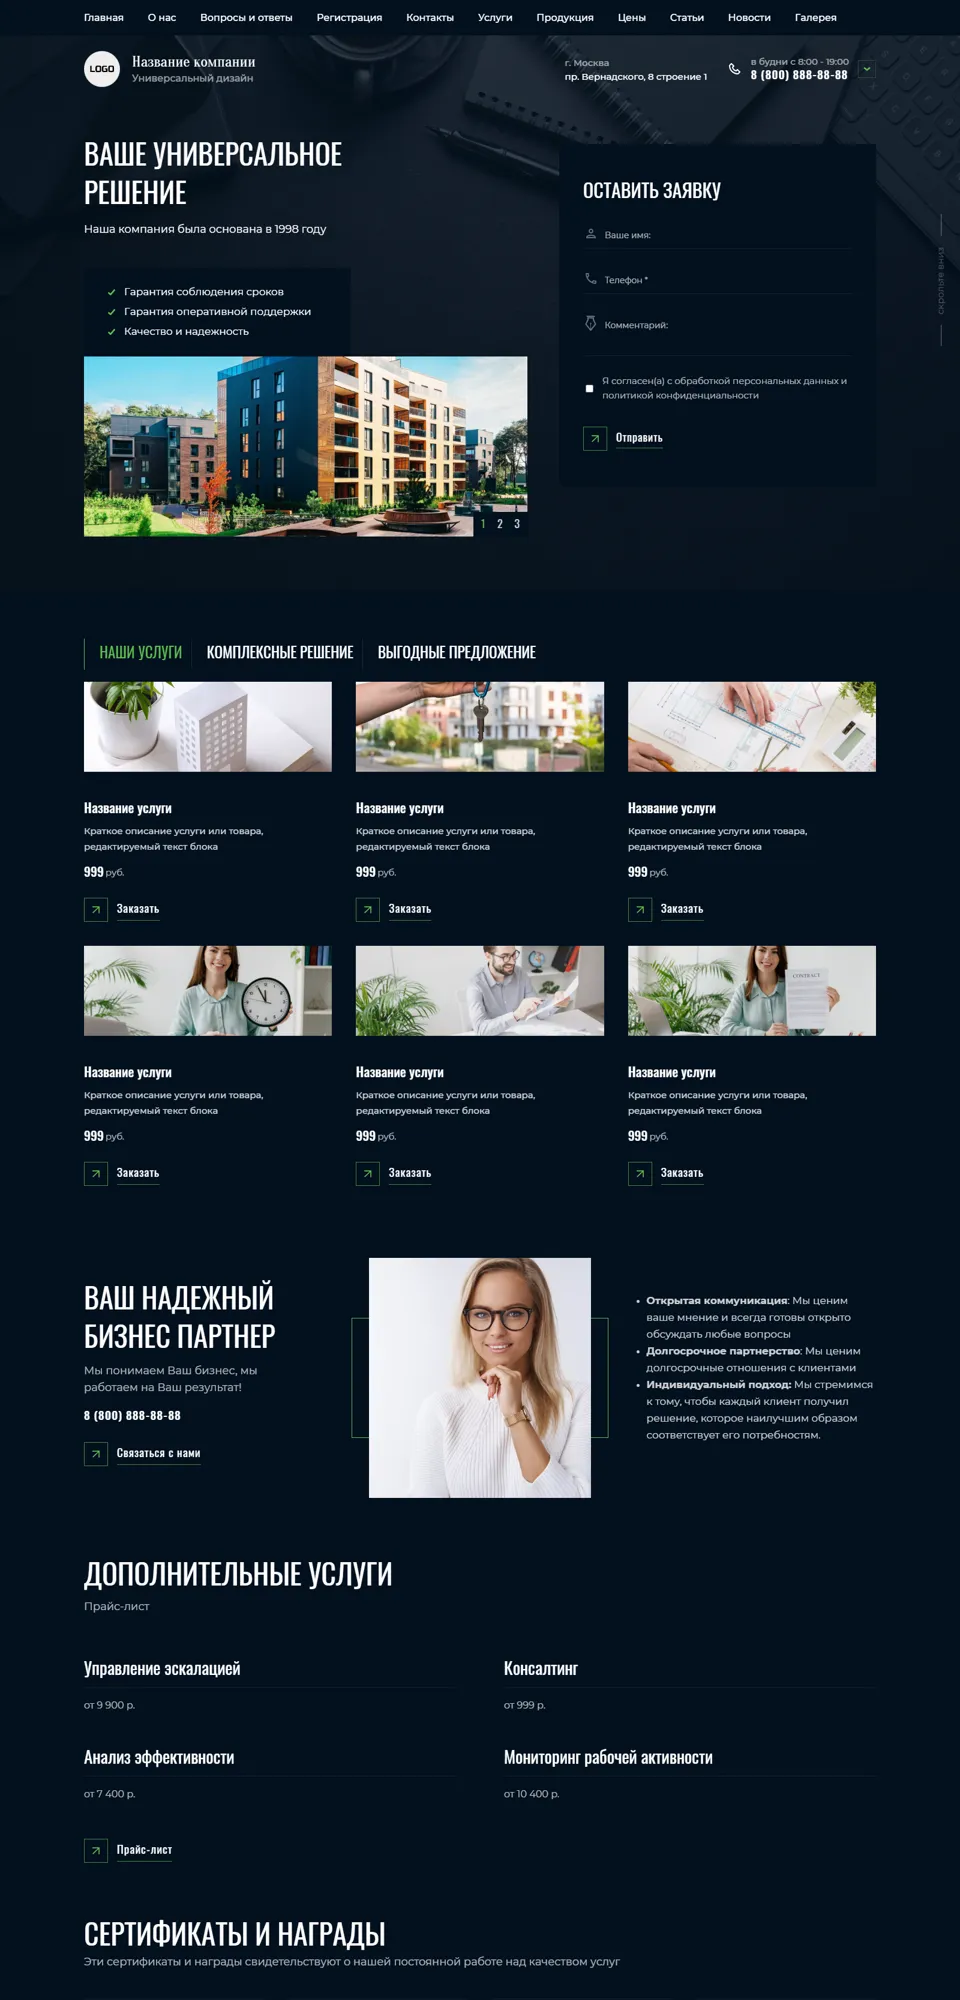 Главная О нас Вопросы и ответы Регистрация Контакты Услуги Продукция Цены Статьи Новости Галерея
LOGO
Название компании
Универсальный дизайн
г. Москва
пр. Вернадского, 8 строение 1
в будни с 8:00 - 19:00
8 (800) 888-88-88
ВАШЕ УНИВЕРСАЛЬНОЕ
РЕШЕНИЕ
Наша компания была основана в 1998 году
Гарантия соблюдения сроков
Гарантия оперативной поддержки
Качество и надежность
1 2 3
ОСТАВИТЬ ЗАЯВКУ
Ваше имя:
Телефон *
Комментарий:
Я согласен(а) с обработкой персональных данных и
политикой конфиденциальности
Отправить
скрольте вниз
НАШИ УСЛУГИ КОМПЛЕКСНЫЕ РЕШЕНИЕ ВЫГОДНЫЕ ПРЕДЛОЖЕНИЕ
Название услуги
Краткое описание услуги или товара,
редактируемый текст блока
999 руб.
Заказать
Название услуги
Краткое описание услуги или товара,
редактируемый текст блока
999 руб.
Заказать
Название услуги
Краткое описание услуги или товара,
редактируемый текст блока
999 руб.
Заказать
Название услуги
Краткое описание услуги или товара,
редактируемый текст блока
999 руб.
Заказать
Название услуги
Краткое описание услуги или товара,
редактируемый текст блока
999 руб.
Заказать
CONTRACT
Название услуги
Краткое описание услуги или товара,
редактируемый текст блока
999 руб.
Заказать
ВАШ НАДЕЖНЫЙ
БИЗНЕС ПАРТНЕР
Мы понимаем Ваш бизнес, мы
работаем на Ваш результат!
8 (800) 888-88-88
Связаться с нами
• Открытая коммуникация: Мы ценим
ваше мнение и всегда готовы открыто
обсуждать любые вопросы
• Долгосрочное партнерство: Мы ценим
долгосрочные отношения с клиентами
• Индивидуальный подход: Мы стремимся
к тому, чтобы каждый клиент получил
решение, которое наилучшим образом
соответствует его потребностям.
ДОПОЛНИТЕЛЬНЫЕ УСЛУГИ
Прайс-лист
Управление эскалацией
от 9 900 р.
Консалтинг
от 999 р.
Анализ эффективности
от 7 400 р.
Мониторинг рабочей активности
от 10 400 р.
Прайс-лист
СЕРТИФИКАТЫ И НАГРАДЫ
Эти сертификаты и награды свидетельствуют о нашей постоянной работе над качеством услуг